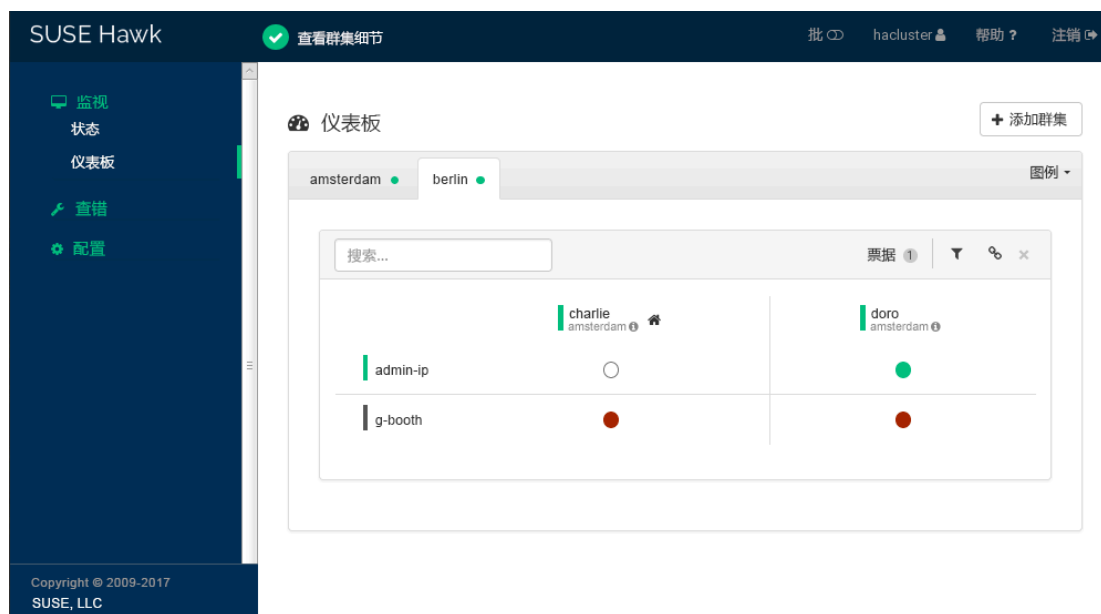 SUSE Hawk
查看群集细节
批
hacluster
帮助 ?
注销
监视
状态
仪表板
查错
配置
仪表板
添加群集
amsterdam
berlin
图例
搜索...
票据 1
charlie
amsterdam
doro
amsterdam
admin-ip
g-booth
Copyright © 2009-2017
SUSE, LLC